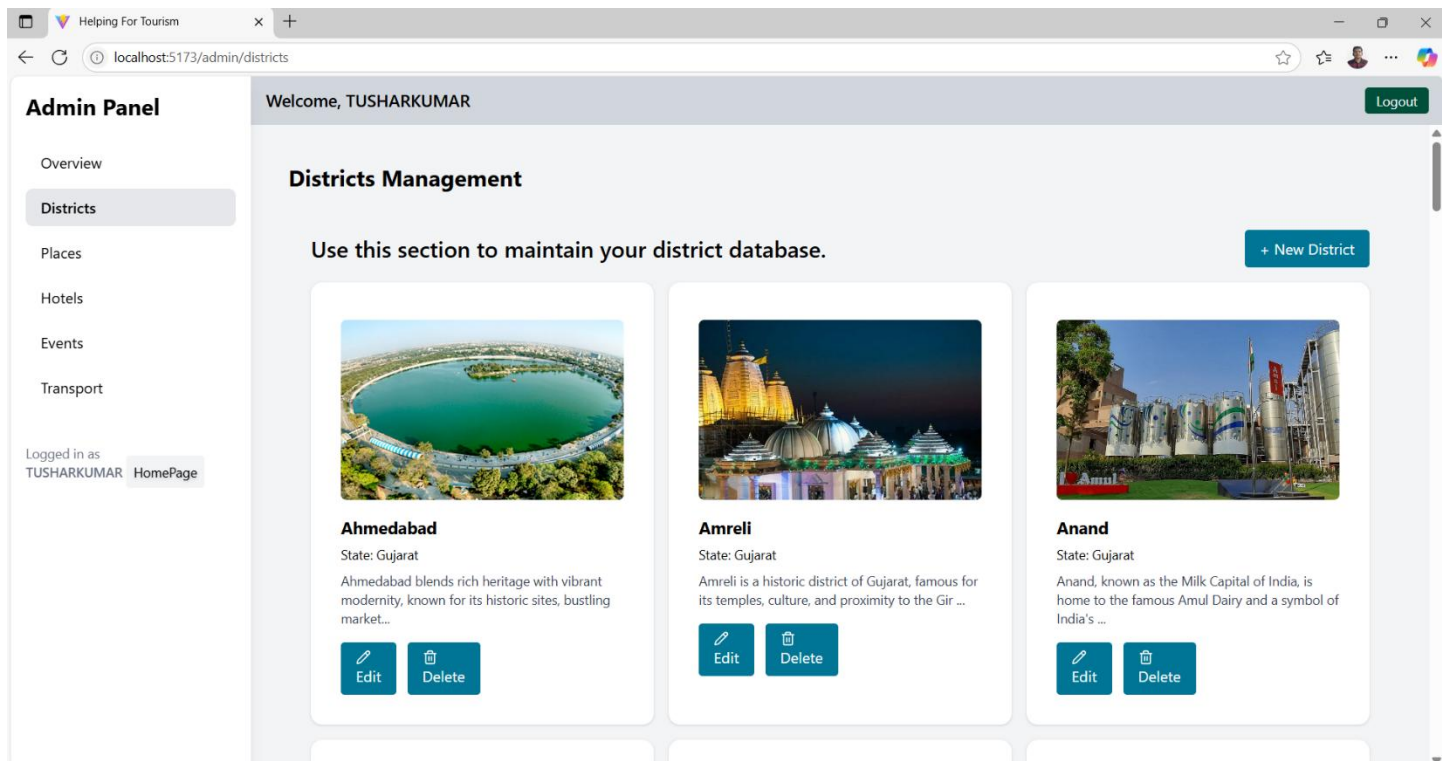 Helping For Tourism
localhost:5173/admin/districts
Admin Panel
Welcome, TUSHARKUMAR
Logout
Overview
Districts
Places
Hotels
Events
Transport
Logged in as
TUSHARKUMAR HomePage
Districts Management
Use this section to maintain your district database.
+ New District
Ahmedabad
State: Gujarat
Ahmedabad blends rich heritage with vibrant
modernity, known for its historic sites, bustling
market...
Edit Delete
Amreli
State: Gujarat
Amreli is a historic district of Gujarat, famous for
its temples, culture, and proximity to the Gir ...
Edit Delete
AMUL
I Amul
Anand
State: Gujarat
Anand, known as the Milk Capital of India, is
home to the famous Amul Dairy and a symbol of
India's ...
Edit Delete